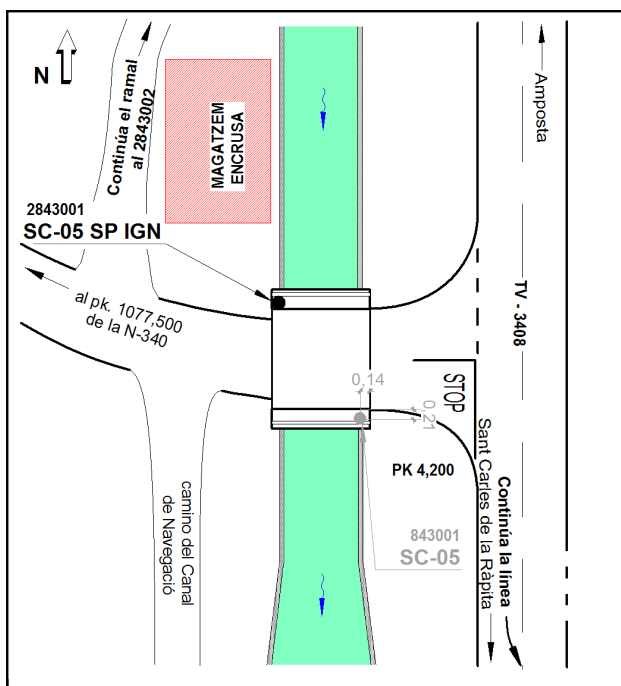 N
Continúa el ramal
al 2843002
MAGATZEM
ENCRUSA
Amposta
2843001
SC-05 SP IGN
al pk. 1077,500
de la N-340
TV - 3408
0,14
STOP
0,21
PK 4,200
843001
SC-05
Sant Carles de la Ràpita
Continúa la línea
camino del Canal
de Navegació